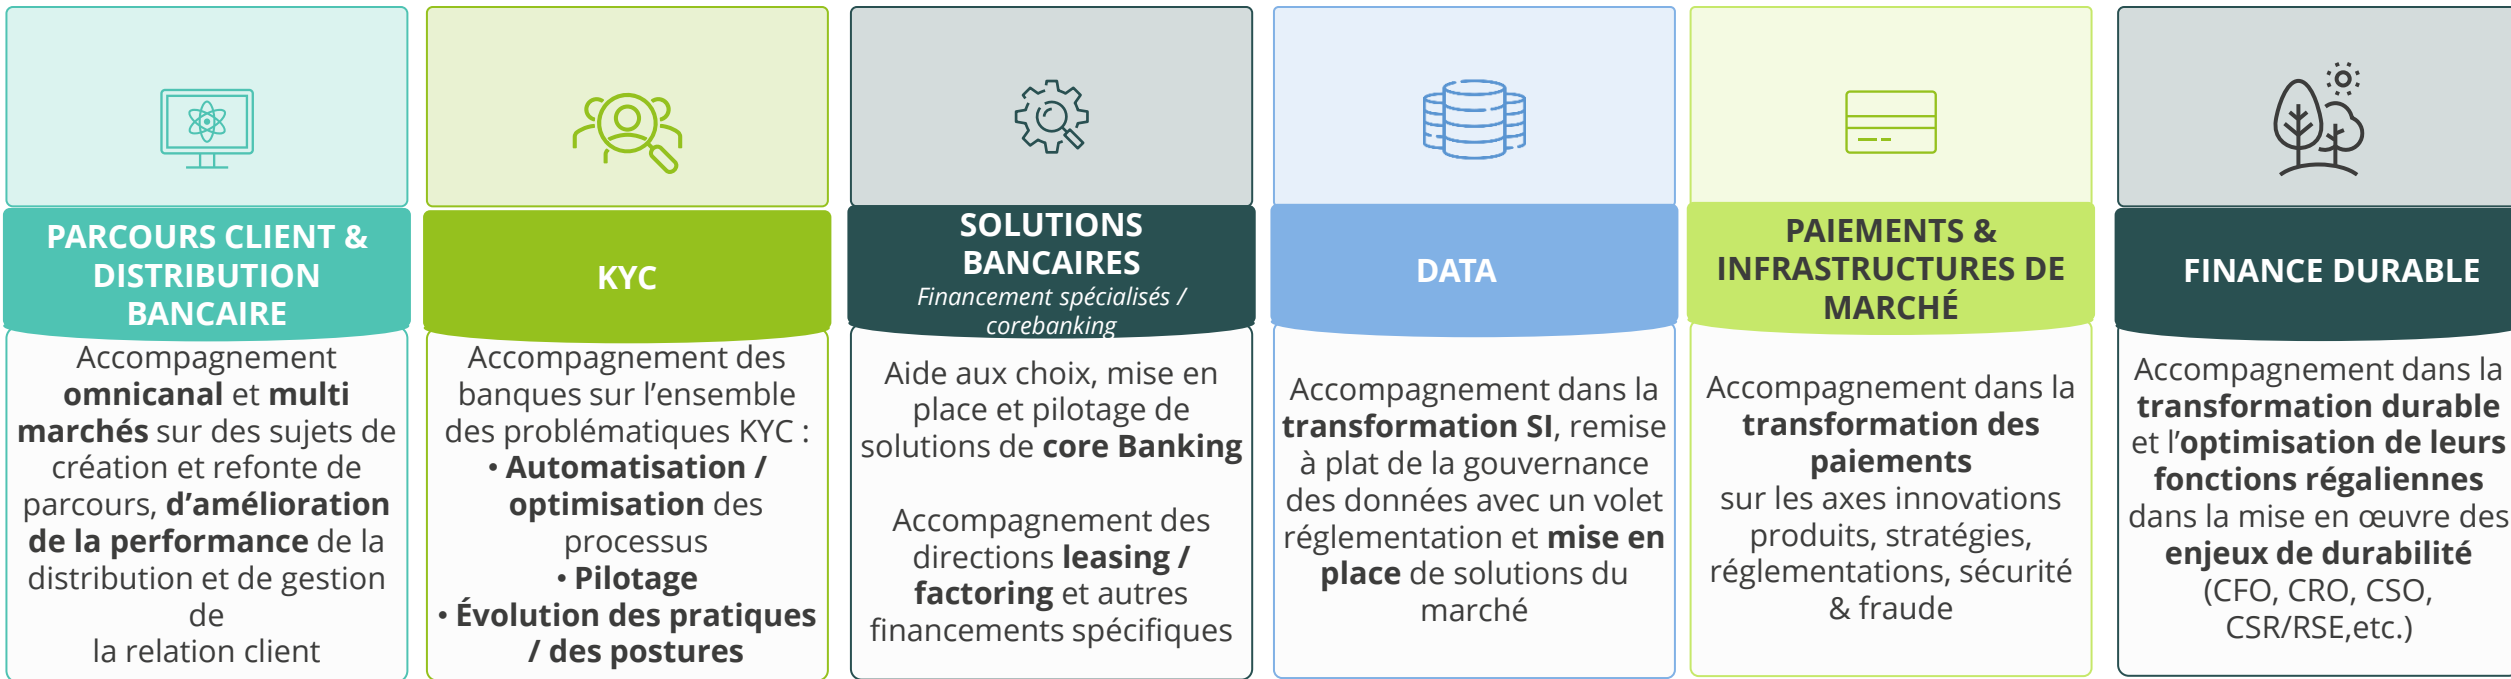 PARCOURS CLIENT &
DISTRIBUTION
BANCAIRE
Accompagnement
omnicanal et multi
marchés sur des sujets de
création et refonte de
parcours, d’amélioration
de la performance de la
distribution et de gestion
de
la relation client
KYC
Accompagnement des
banques sur l’ensemble
des problématiques KYC :
• Automatisation /
optimisation des
processus
• Pilotage
• Évolution des pratiques
/ des postures
SOLUTIONS
BANCAIRES
Financement spécialisés /
corebanking
Aide aux choix, mise en
place et pilotage de
solutions de core Banking
Accompagnement des
directions leasing /
factoring et autres
financements spécifiques
DATA
Accompagnement dans la
transformation SI, remise
à plat de la gouvernance
des données avec un volet
réglementation et mise en
place de solutions du
marché
PAIEMENTS &
INFRASTRUCTURES DE
MARCHÉ
Accompagnement dans la
transformation des
paiements
sur les axes innovations
produits, stratégies,
réglementations, sécurité
& fraude
FINANCE DURABLE
Accompagnement dans la
transformation durable
et l’optimisation de leurs
fonctions régaliennes
dans la mise en œuvre des
enjeux de durabilité
(CFO, CRO, CSO,
CSR/RSE,etc.)